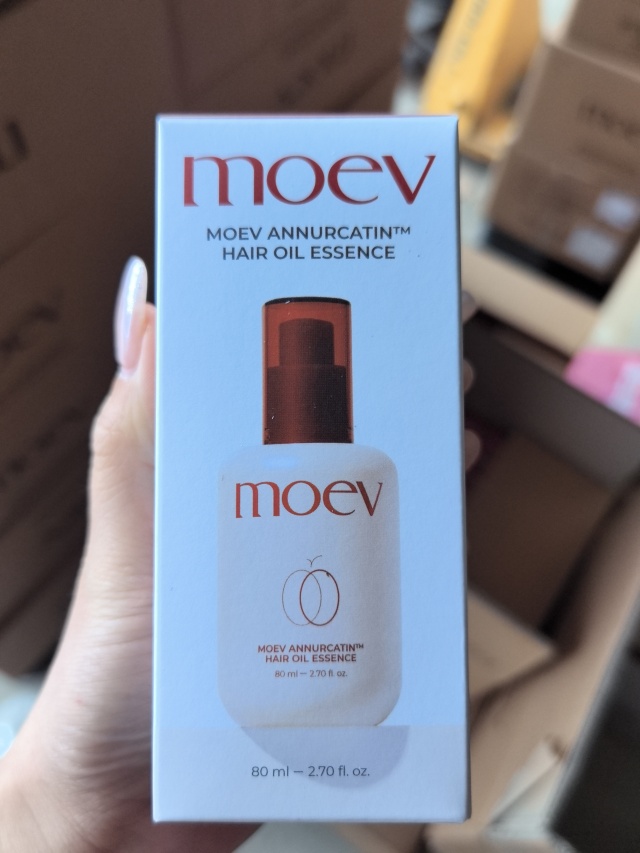 moev
MOEV ANNURCATIN™
HAIR OIL ESSENCE
moev
MOEV ANNURCATIN™
HAIR OIL ESSENCE
80 ml — 2.70 fl. oz.
80 ml — 2.70 fl. oz.